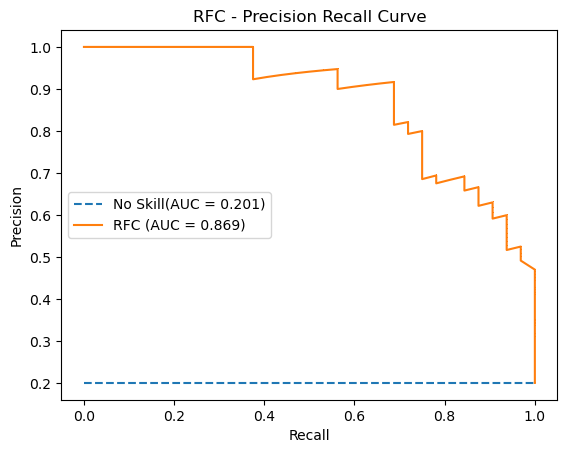 RFC - Precision Recall Curve
1.0
0.9
0.8
0.7
0.6
0.5
0.4
0.3
0.2
Precision
No Skill(AUC = 0.201)
RFC (AUC = 0.869)
0.0 0.2 0.4 0.6 0.8 1.0
Recall